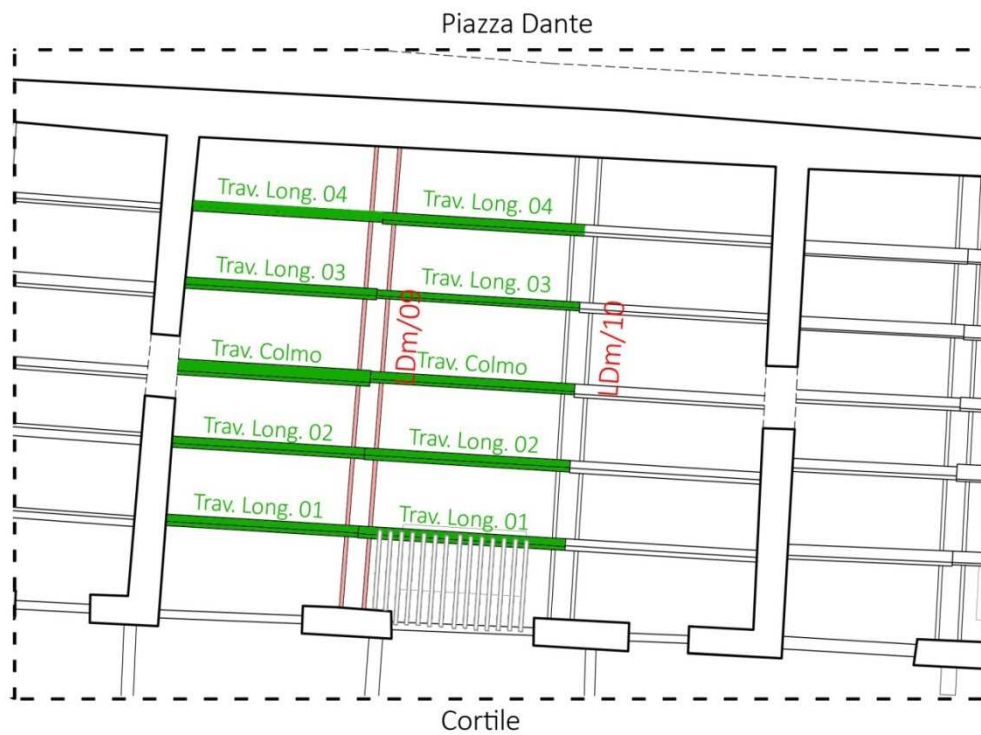 Piazza Dante
Trav. Long. 04
Trav. Long. 04
Trav. Long. 03
Trav. Long. 03
LDm/09
LDm/10
Trav. Colmo
Trav. Colmo
Trav. Long. 02
Trav. Long. 02
Trav. Long. 01
Trav. Long. 01
Cortile